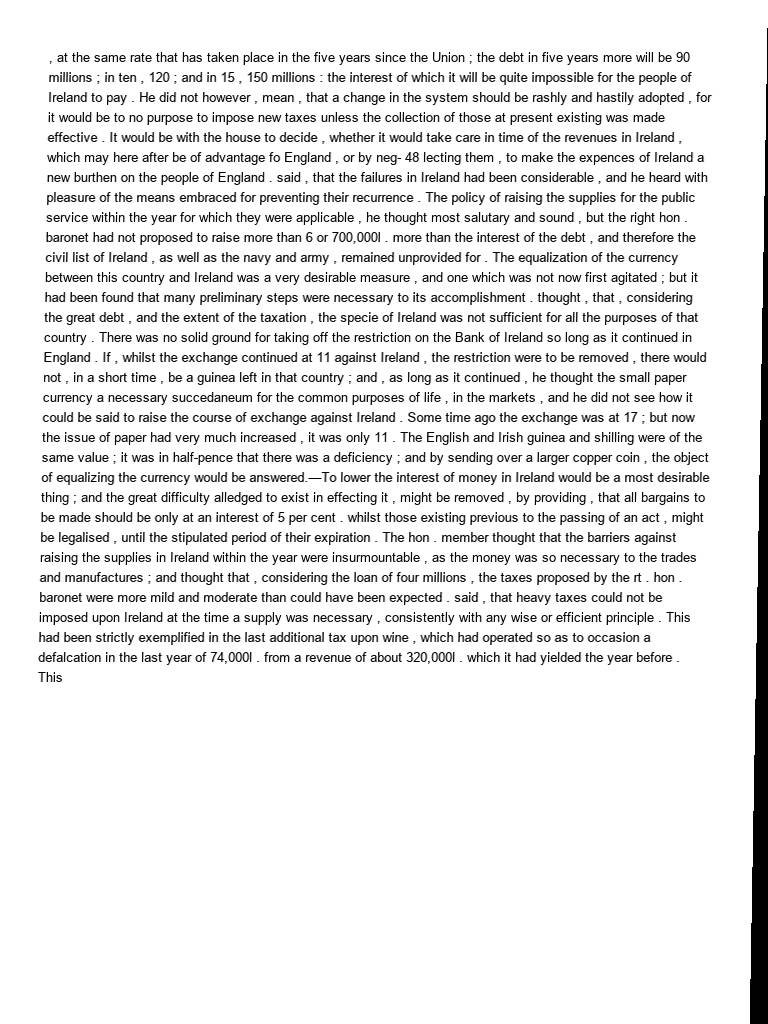 , at the same rate that has taken place in the five years since the Union ; the debt in five years more will be 90
millions ; in ten , 120 ; and in 15 , 150 millions : the interest of which it will be quite impossible for the people of
Ireland to pay . He did not however , mean , that a change in the system should be rashly and hastily adopted , for
it would be to no purpose to impose new taxes unless the collection of those at present existing was made
effective . It would be with the house to decide , whether it would take care in time of the revenues in Ireland ,
which may here after be of advantage fo England , or by neg- 48 lecting them , to make the expences of Ireland a
new burthen on the people of England . said , that the failures in Ireland had been considerable , and he heard with
pleasure of the means embraced for preventing their recurrence . The policy of raising the supplies for the public
service within the year for which they were applicable , he thought most salutary and sound , but the right hon .
baronet had not proposed to raise more than 6 or 700,000l . more than the interest of the debt , and therefore the
civil list of Ireland , as well as the navy and army , remained unprovided for . The equalization of the currency
between this country and Ireland was a very desirable measure , and one which was not now first agitated ; but it
had been found that many preliminary steps were necessary to its accomplishment . thought , that , considering
the great debt , and the extent of the taxation , the specie of Ireland was not sufficient for all the purposes of that
country . There was no solid ground for taking off the restriction on the Bank of Ireland so long as it continued in
England . If , whilst the exchange continued at 11 against Ireland , the restriction were to be removed , there would
not , in a short time , be a guinea left in that country ; and , as long as it continued , he thought the small paper
currency a necessary succedaneum for the common purposes of life , in the markets , and he did not see how it
could be said to raise the course of exchange against Ireland . Some time ago the exchange was at 17 ; but now
the issue of paper had very much increased , it was only 11 . The English and Irish guinea and shilling were of the
same value ; it was in half-pence that there was a deficiency ; and by sending over a larger copper coin , the object
of equalizing the currency would be answered.—To lower the interest of money in Ireland would be a most desirable
thing ; and the great difficulty alledged to exist in effecting it , might be removed , by providing , that all bargains to
be made should be only at an interest of 5 per cent . whilst those existing previous to the passing of an act , might
be legalised , until the stipulated period of their expiration . The hon . member thought that the barriers against
raising the supplies in Ireland within the year were insurmountable , as the money was so necessary to the trades
and manufactures ; and thought that , considering the loan of four millions , the taxes proposed by the rt . hon .
baronet were more mild and moderate than could have been expected . said , that heavy taxes could not be
imposed upon Ireland at the time a supply was necessary , consistently with any wise or efficient principle . This
had been strictly exemplified in the last additional tax upon wine , which had operated so as to occasion a
defalcation in the last year of 74,000l . from a revenue of about 320,000l . which it had yielded the year before .
This